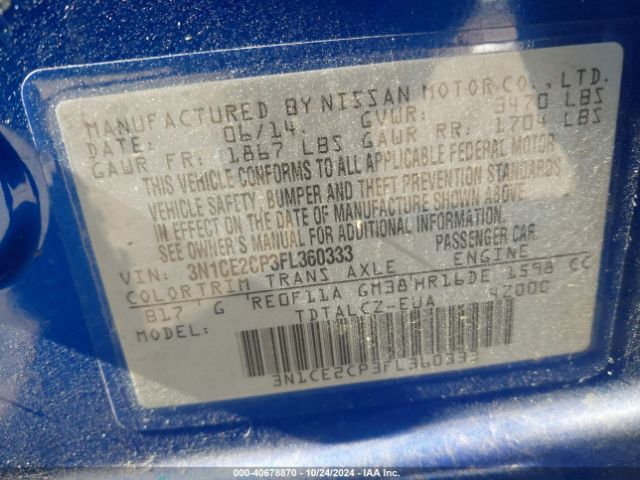 MANUFACTURED BY NISSAN MOTOR CO., LTD.
DATE: 06/14. GVWR: 3470 LBS
GAWR FR: 1867 LBS GAWR RR: 1704 LBS
THIS VEHICLE CONFORMS TO ALL APPLICABLE FEDERAL MOTOR
VEHICLE SAFETY, BUMPER AND THEFT PREVENTION STANDARDS
IN EFFECT ON THE DATE OF MANUFACTURE SHOWN ABOVE.
SEE OWNER'S MANUAL FOR ADDITIONAL INFORMATION.
VIN: 3N1CE2CP3FL360333 PASSENGER CAR
COLOR TRIM TRANS AXLE ENGINE
B17 G RE0F11A GM38 HR16DE 1598 CC
MODEL: TDTALCZ-EUA 47000
3N1CE2CP3FL360333
000-40678870 | 10/24/2024 | IAA Inc.